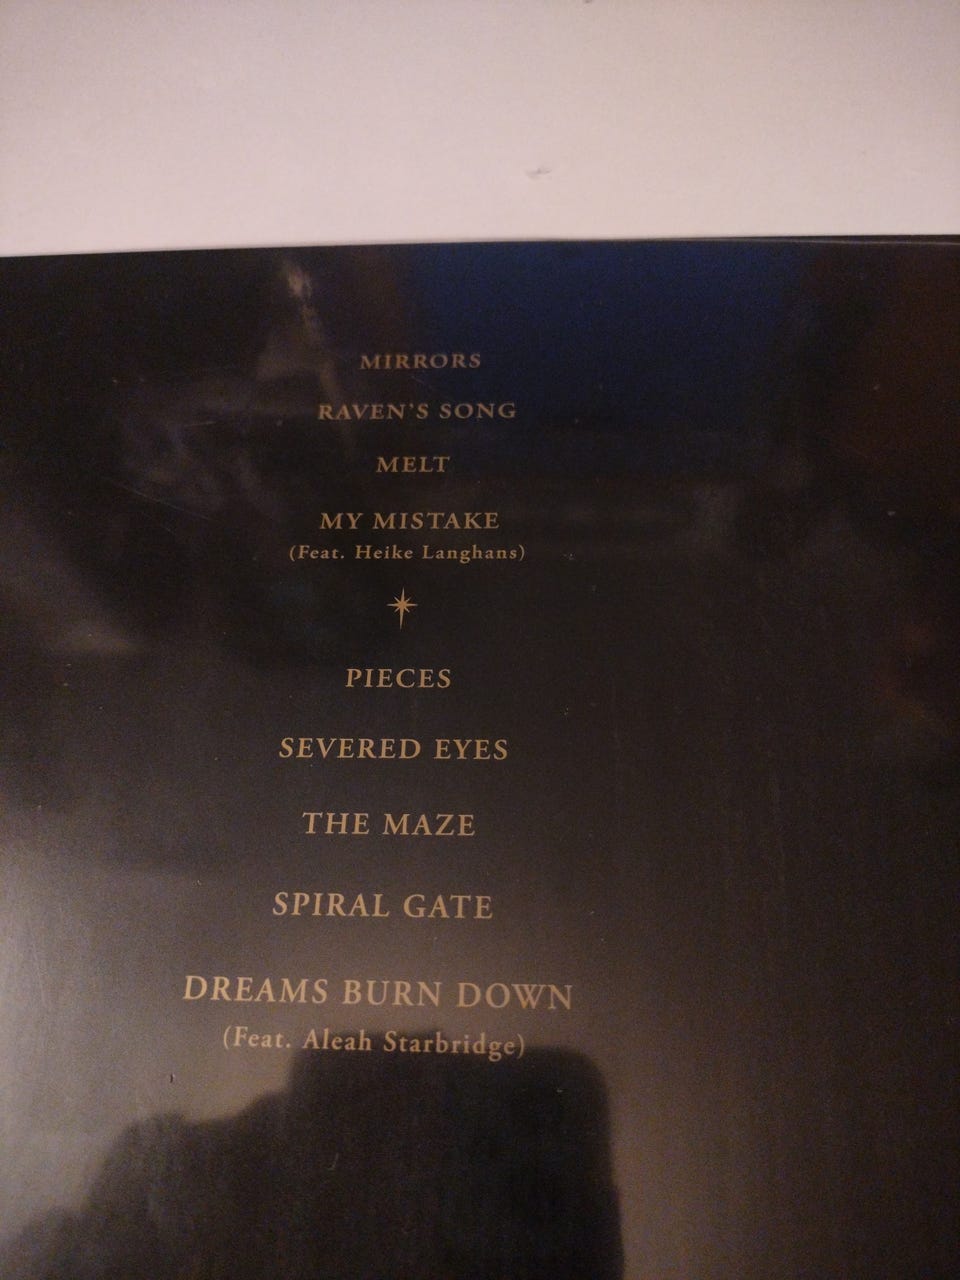 MIRRORS
RAVEN'S SONG
MELT
MY MISTAKE
(Feat. Heike Langhans)
PIECES
SEVERED EYES
THE MAZE
SPIRAL GATE
DREAMS BURN DOWN
(Feat. Aleah Starbridge)